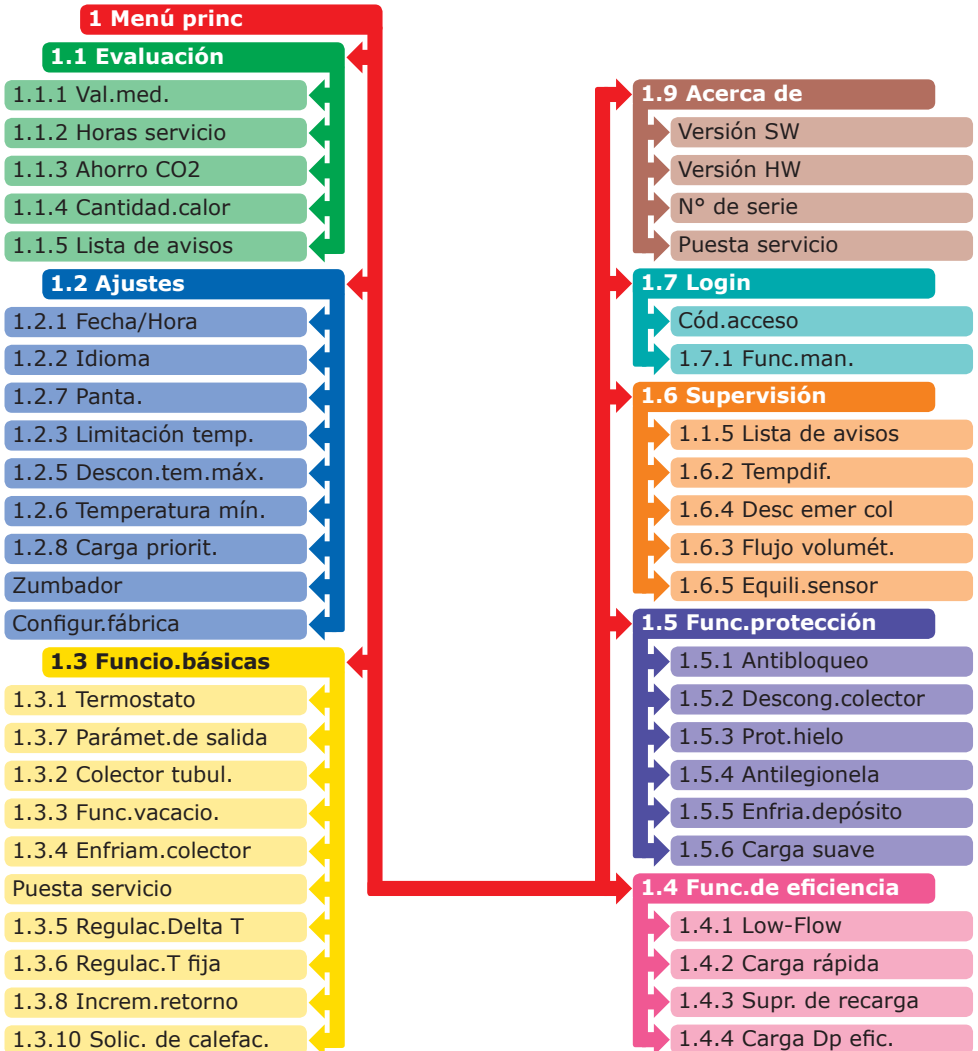 1 Menú princ
1.1 Evaluación
1.1.1 Val.med.
1.1.2 Horas servicio
1.1.3 Ahorro CO2
1.1.4 Cantidad.calor
1.1.5 Lista de avisos
1.2 Ajustes
1.2.1 Fecha/Hora
1.2.2 Idioma
1.2.7 Panta.
1.2.3 Limitación temp.
1.2.5 Descon.tem.máx.
1.2.6 Temperatura mín.
1.2.8 Carga priorit.
Zumbador
Configur.fábrica
1.3 Funcio.básicas
1.3.1 Termostato
1.3.7 Parámet.de salida
1.3.2 Colector tubul.
1.3.3 Func.vacacio.
1.3.4 Enfriam.colector
Puesta servicio
1.3.5 Regulac.Delta T
1.3.6 Regulac.T fija
1.3.8 Increm.retorno
1.3.10 Solic. de calefac.
1.9 Acerca de
Versión SW
Versión HW
N° de serie
Puesta servicio
1.7 Login
Cód.acceso
1.7.1 Func.man.
1.6 Supervisión
1.1.5 Lista de avisos
1.6.2 Tempdif.
1.6.4 Desc emer col
1.6.3 Flujo volumét.
1.6.5 Equili.sensor
1.5 Func.protección
1.5.1 Antibloqueo
1.5.2 Descong.colector
1.5.3 Prot.hielo
1.5.4 Antilegionela
1.5.5 Enfria.depósito
1.5.6 Carga suave
1.4 Func.de eficiencia
1.4.1 Low-Flow
1.4.2 Carga rápida
1.4.3 Supr. de recarga
1.4.4 Carga Dp efic.